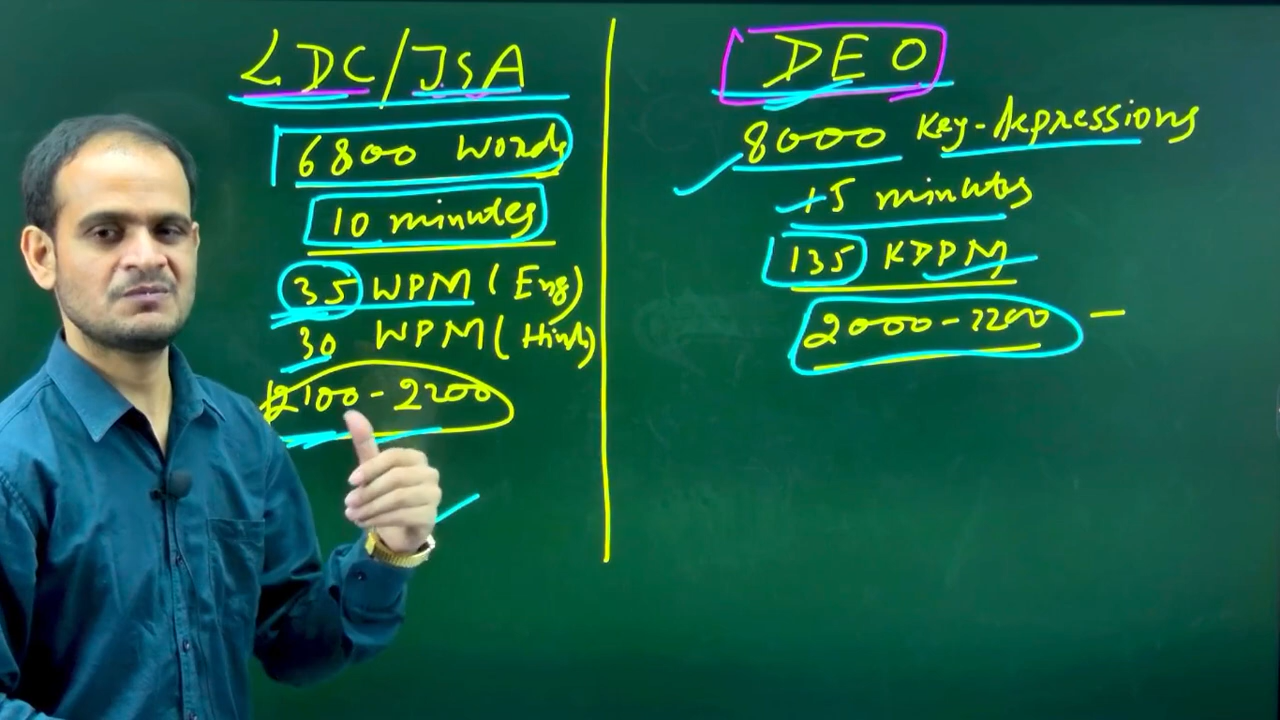 LDC/JSA
6800 Words
10 minutes
35 WPM (Eng)
30 WPM (Hindi)
2100-2200
DEO
8000 Key-depressions
15 minutes
135 KDPM
2000-2200 -